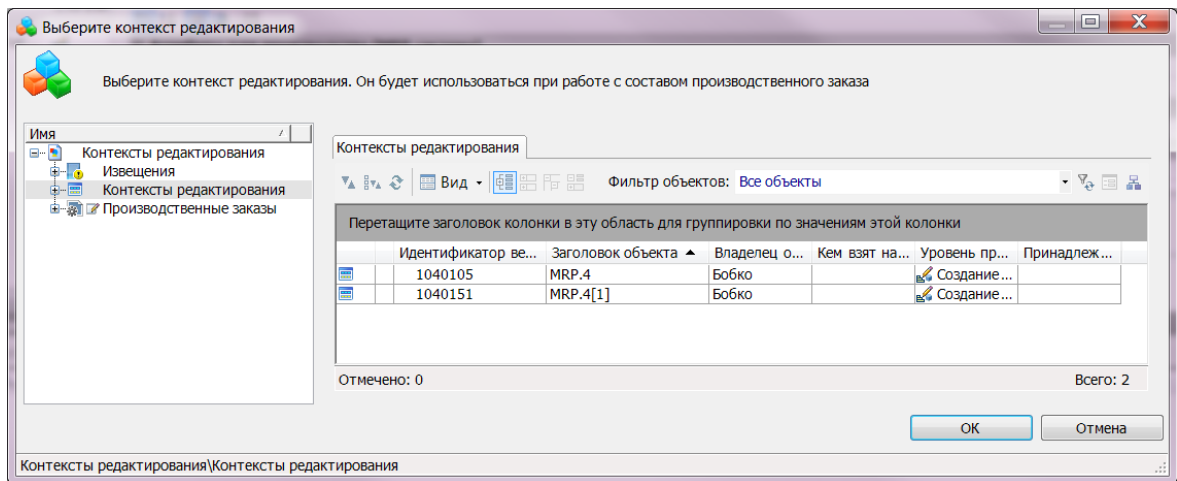 Выберите контекст редактирования
Выберите контекст редактирования. Он будет использоваться при работе с составом производственного заказа
Имя
Контексты редактирования
Извещения
Контексты редактирования
Производственные заказы
Контексты редактирования
Вид Фильтр объектов: Все объекты
Перетащите заголовок колонки в эту область для группировки по значениям этой колонки
Идентификатор ве... Заголовок объекта Владелец о... Кем взят на... Уровень пр... Принадлеж...
1040105 MRP.4 Бобко Создание...
1040151 MRP.4[1] Бобко Создание...
Отмечено: 0 Всего: 2
ОК Отмена
Контексты редактирования\Контексты редактирования